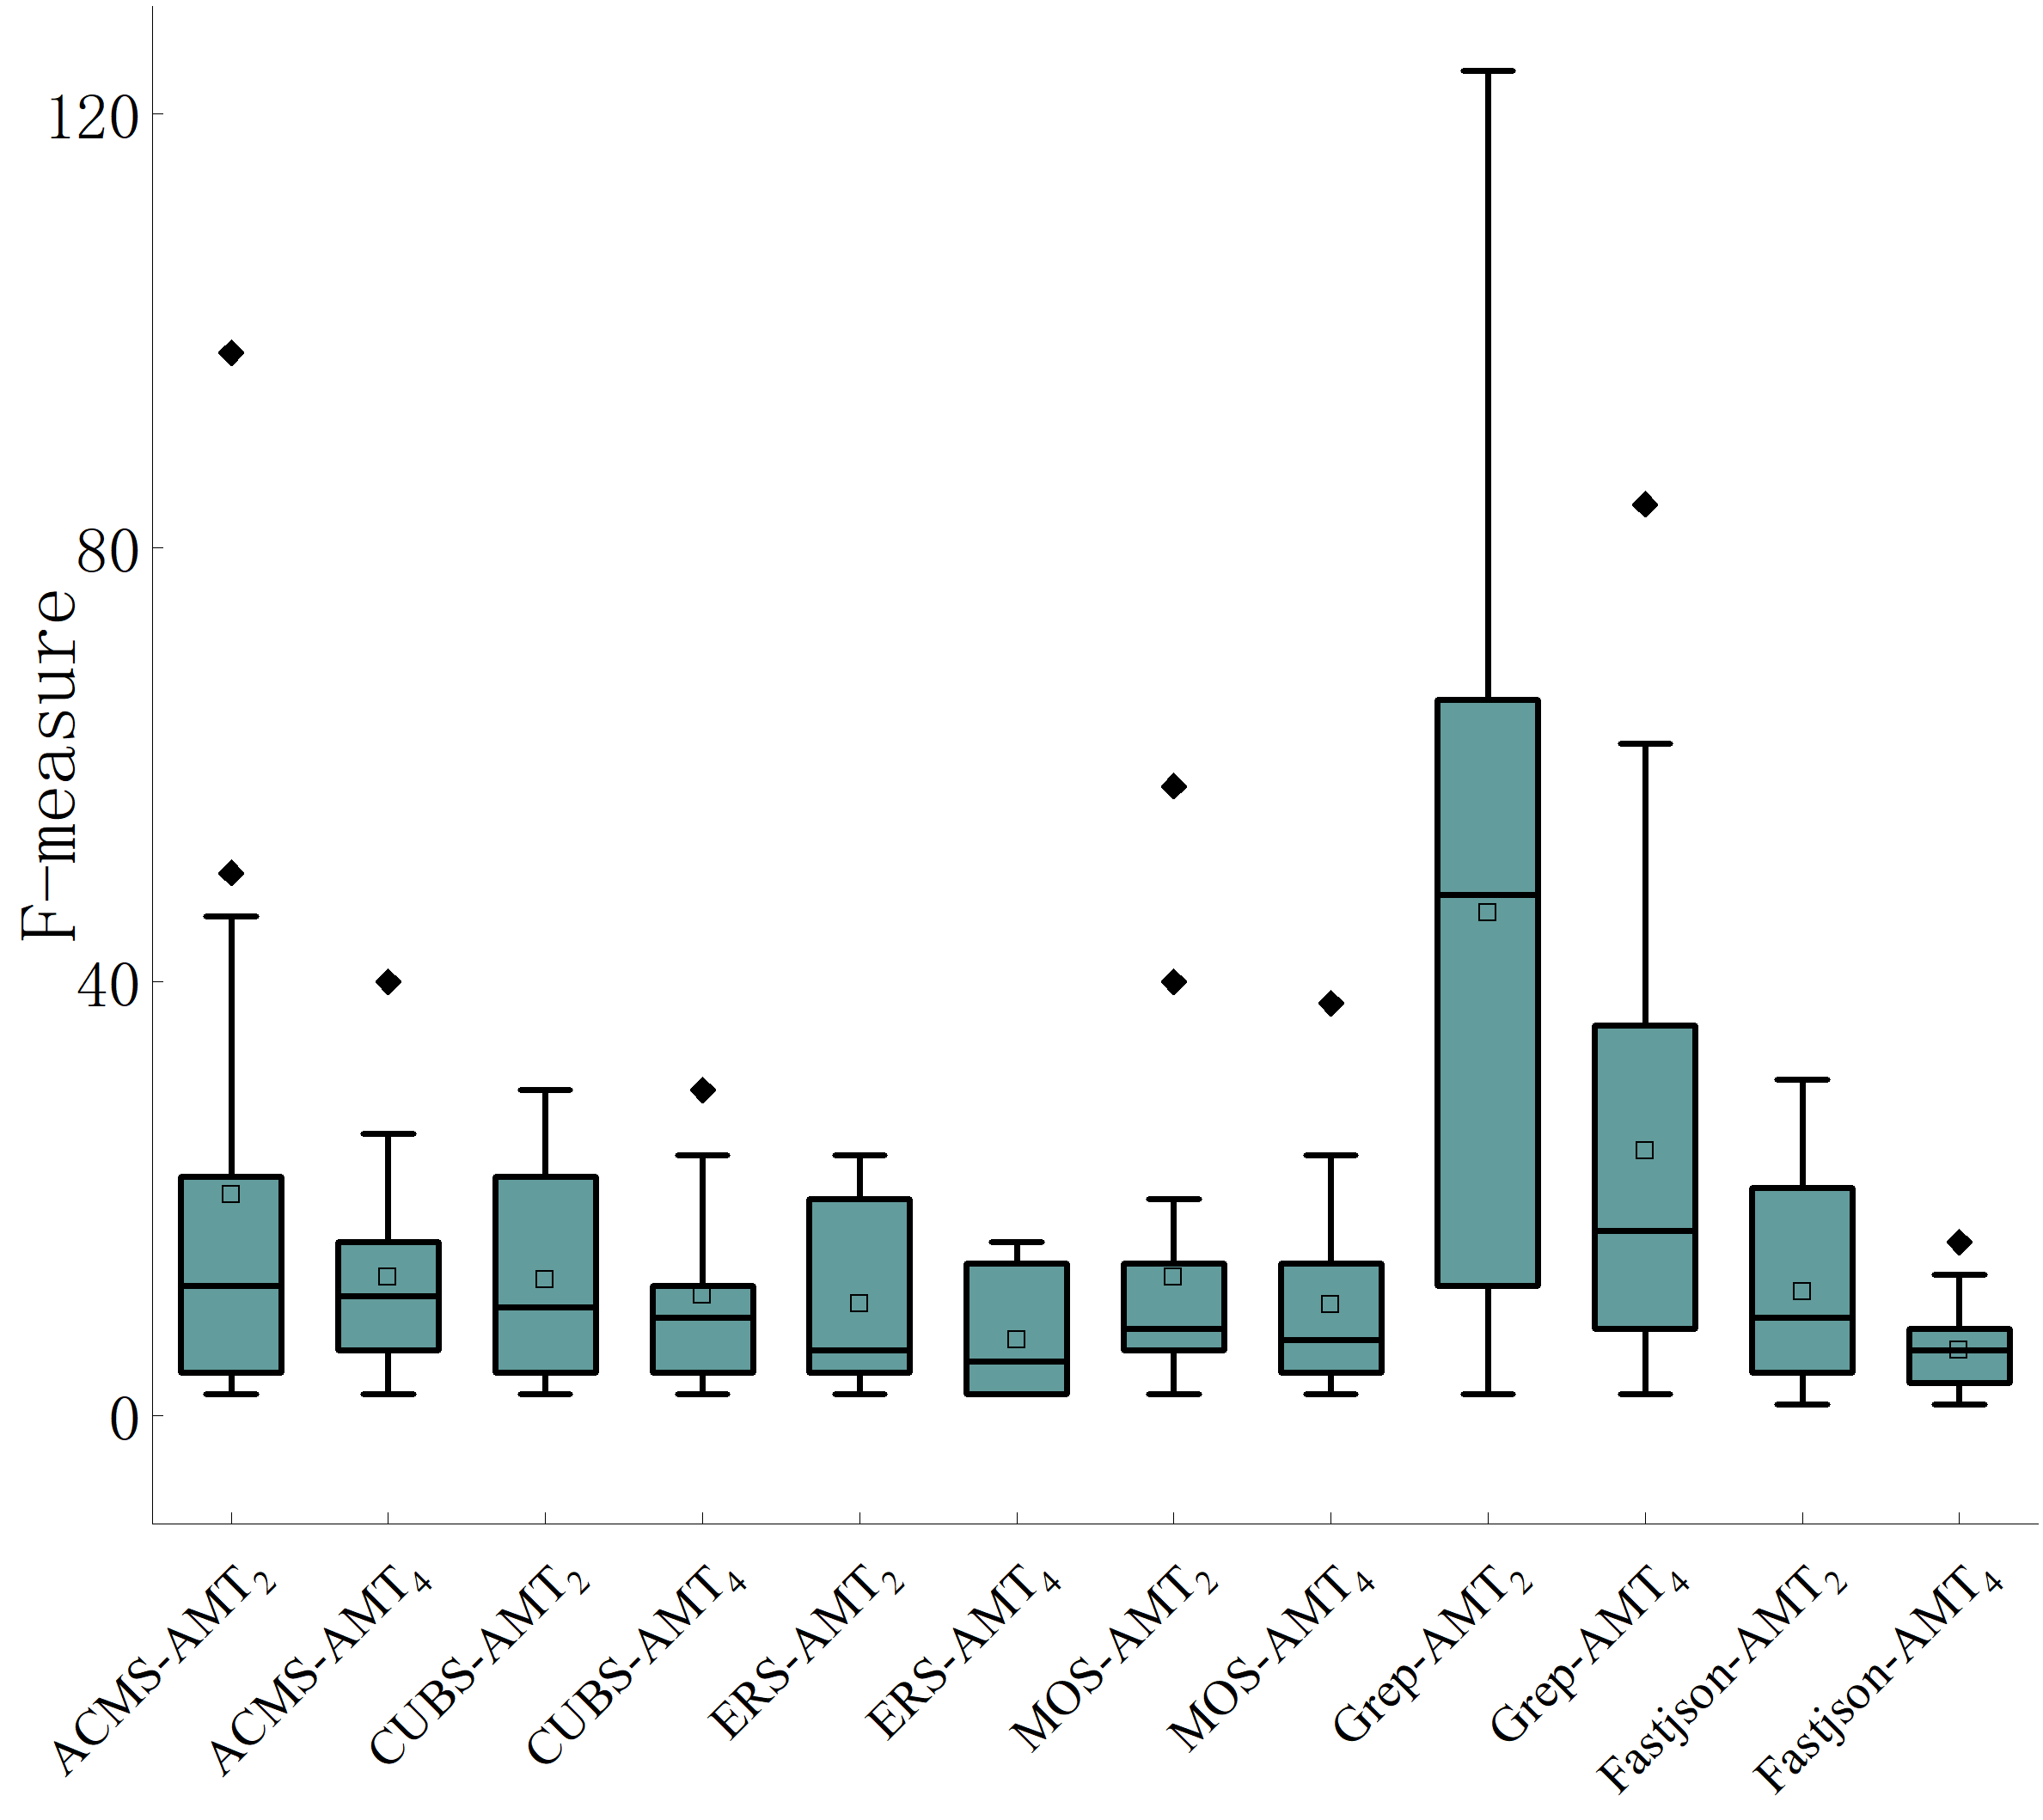 F-measure
120
80
40
0
ACMS-AMT₂
ACMS-AMT₄
CUBS-AMT₂
CUBS-AMT₄
ERS-AMT₂
ERS-AMT₄
MOS-AMT₂
MOS-AMT₄
Grep-AMT₂
Grep-AMT₄
Fastjson-AMT₂
Fastjson-AMT₄